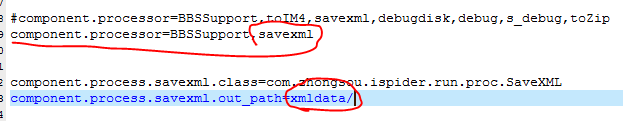 #component.processor=BBSSupport,toIM4,savexml,debugdisk,debug,s_debug,toZip
component.processor=BBSSupport,savexml
component.process.savexml.class=com.zhongsou.ispider.run.proc.SaveXML
component.process.savexml.out_path=xmldata/